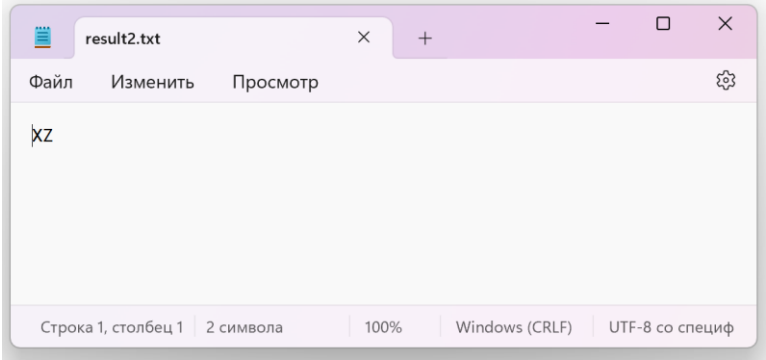 result2.txt
Файл Изменить Просмотр
XZ
Строка 1, столбец 1 2 символа 100% Windows (CRLF) UTF-8 со специф